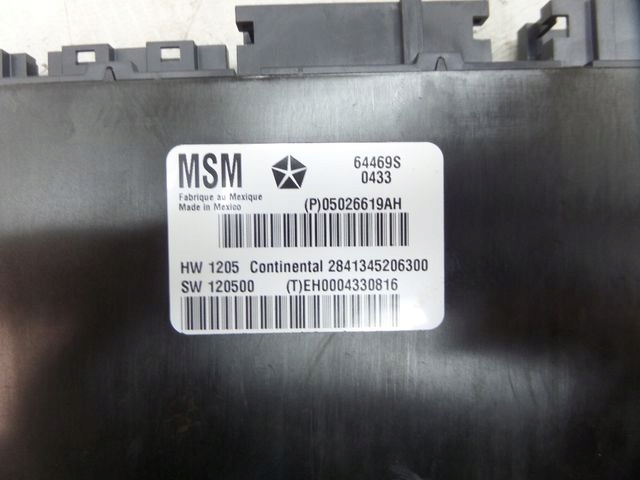 MSM
64469S
0433
Fabrique au Mexique
Made in Mexico
(P)05026619AH
HW 1205 Continental 2841345206300
SW 120500 (T)EH0004330816